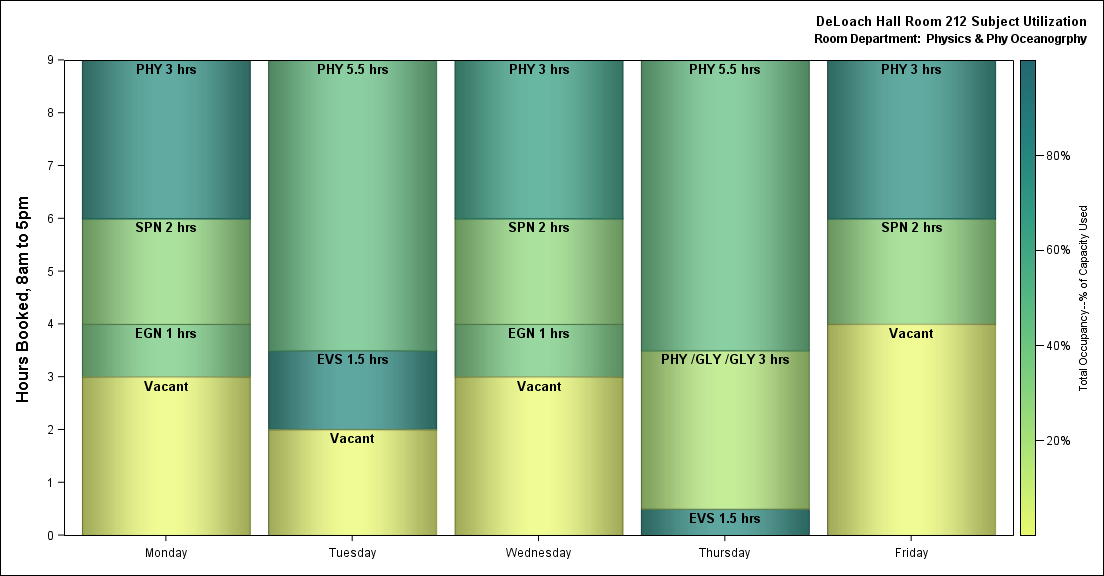 DeLoach Hall Room 212 Subject Utilization
Room Department:  Physics & Phy Oceanogrphy
Hours Booked, 8am to 5pm
9
8
7
6
5
4
3
2
1
0
PHY 3 hrs
SPN 2 hrs
EGN 1 hrs
Vacant
Monday
PHY 5.5 hrs
EVS 1.5 hrs
Vacant
Tuesday
PHY 3 hrs
SPN 2 hrs
EGN 1 hrs
Vacant
Wednesday
PHY 5.5 hrs
PHY /GLY /GLY 3 hrs
EVS 1.5 hrs
Thursday
PHY 3 hrs
SPN 2 hrs
Vacant
Friday
80%
60%
40%
20%
Total Occupancy--% of Capacity Used